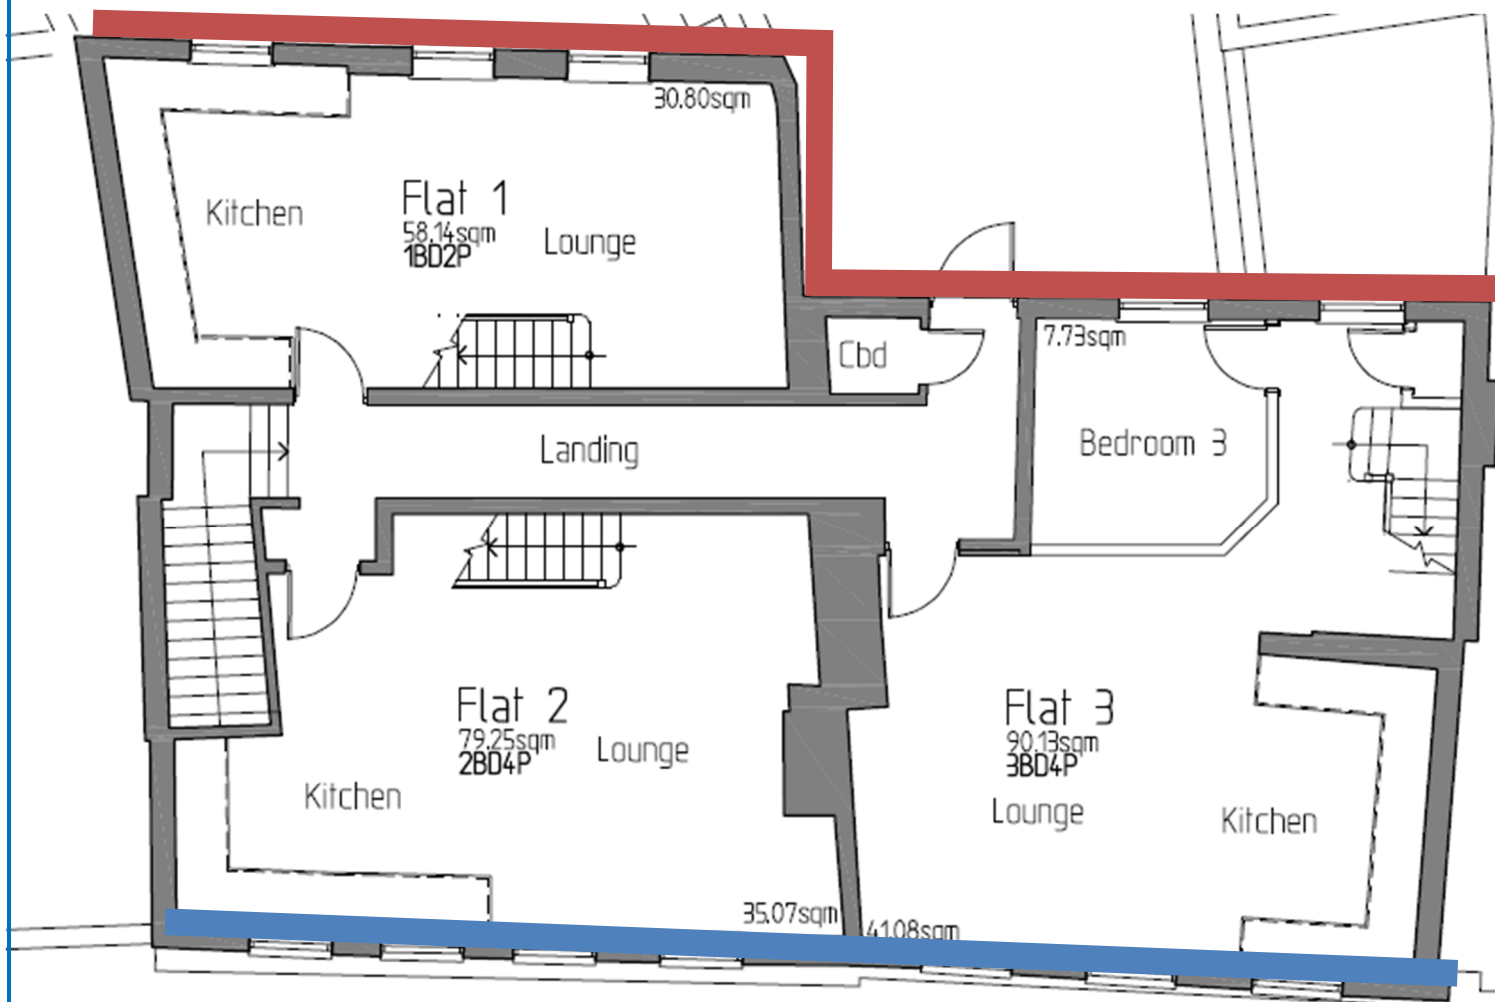 30.80sqm
Kitchen
Flat 1
58.14sqm
1BD2P
Lounge
Cbd
7.73sqm
Landing
Bedroom 3
Flat 2
79.25sqm
2BD4P
Lounge
Kitchen
Flat 3
90.13sqm
3BD4P
Lounge
Kitchen
35.07sqm
41.08sqm